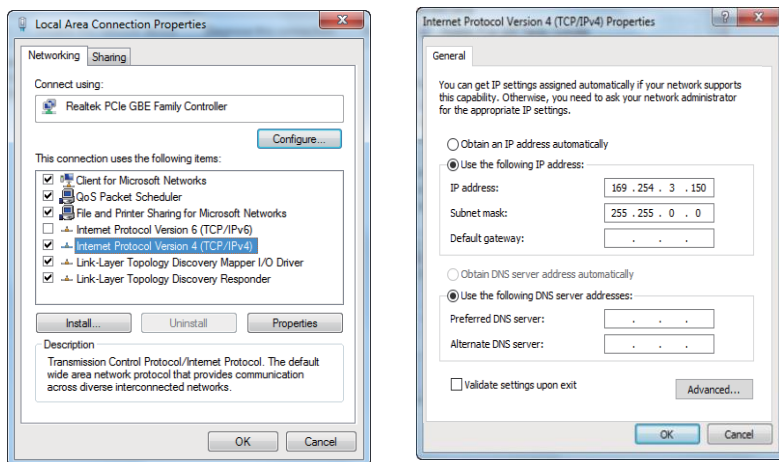 Local Area Connection Properties
Networking
Sharing
Connect using:
Realtek PCIe GBE Family Controller
Configure...
This connection uses the following items:
Client for Microsoft Networks
QoS Packet Scheduler
File and Printer Sharing for Microsoft Networks
Internet Protocol Version 6 (TCP/IPv6)
Internet Protocol Version 4 (TCP/IPv4)
Link-Layer Topology Discovery Mapper I/O Driver
Link-Layer Topology Discovery Responder
Install...
Uninstall
Properties
Description
Transmission Control Protocol/Internet Protocol. The default
wide area network protocol that provides communication
across diverse interconnected networks.
OK
Cancel
Internet Protocol Version 4 (TCP/IPv4) Properties
General
You can get IP settings assigned automatically if your network supports
this capability. Otherwise, you need to ask your network administrator
for the appropriate IP settings.
Obtain an IP address automatically
Use the following IP address:
IP address: 169 . 254 . 3 . 150
Subnet mask: 255 . 255 . 0 . 0
Default gateway: . . .
Obtain DNS server address automatically
Use the following DNS server addresses:
Preferred DNS server: . . .
Alternate DNS server: . . .
Validate settings upon exit
Advanced...
OK
Cancel